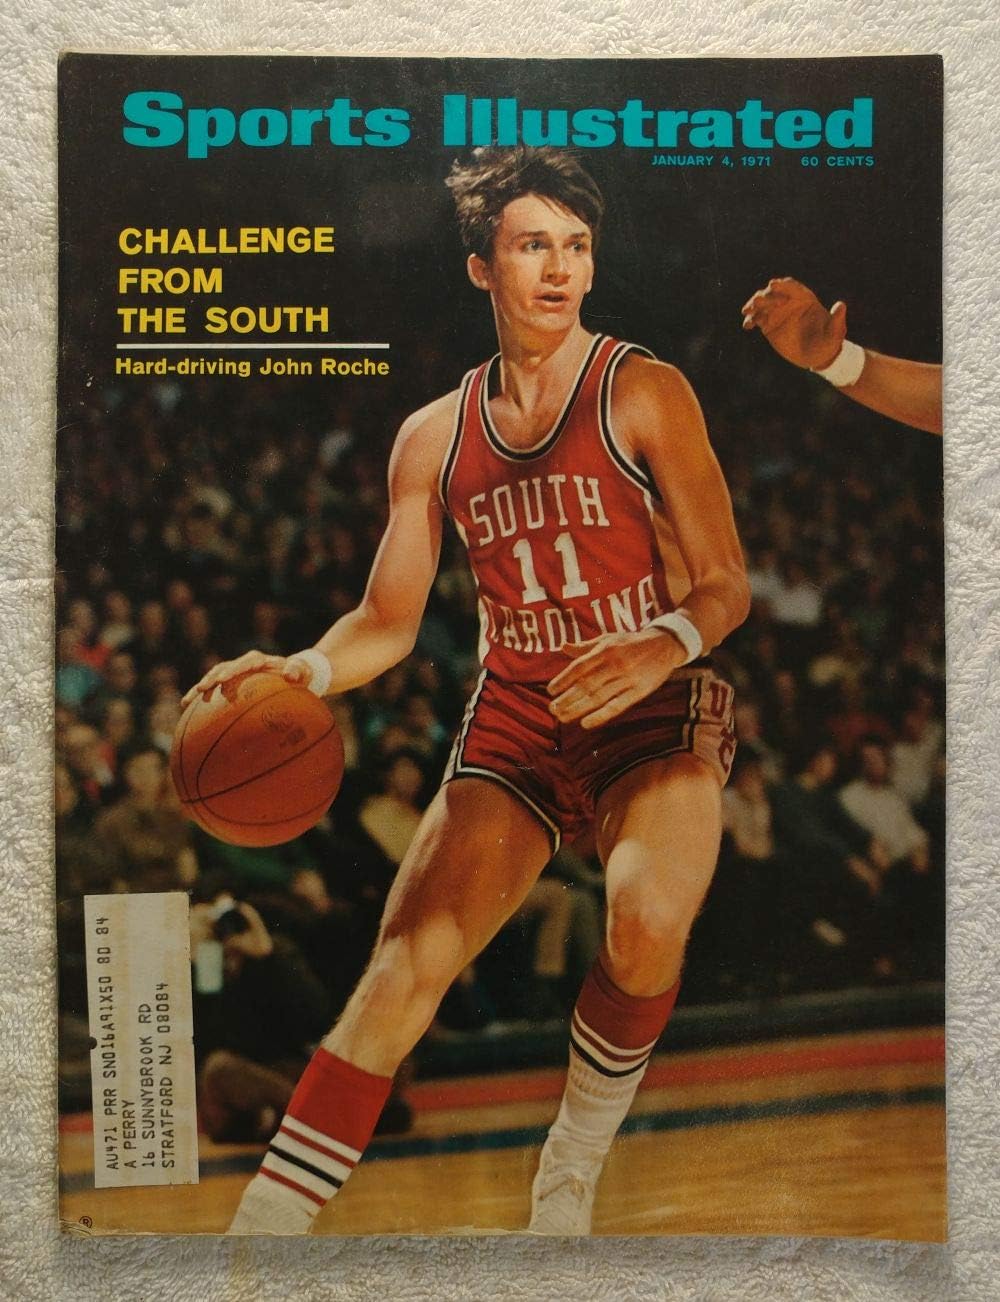 Sports Illustrated
JANUARY 4, 1971 60 CENTS
CHALLENGE
FROM
THE SOUTH
Hard-driving John Roche
SOUTH
11
CAROLINA
U
S
C
AU471 PRR SN016A91X50 80 84
A PERRY
16 SUNNYBROOK RD
STRATFORD NJ 08084
®